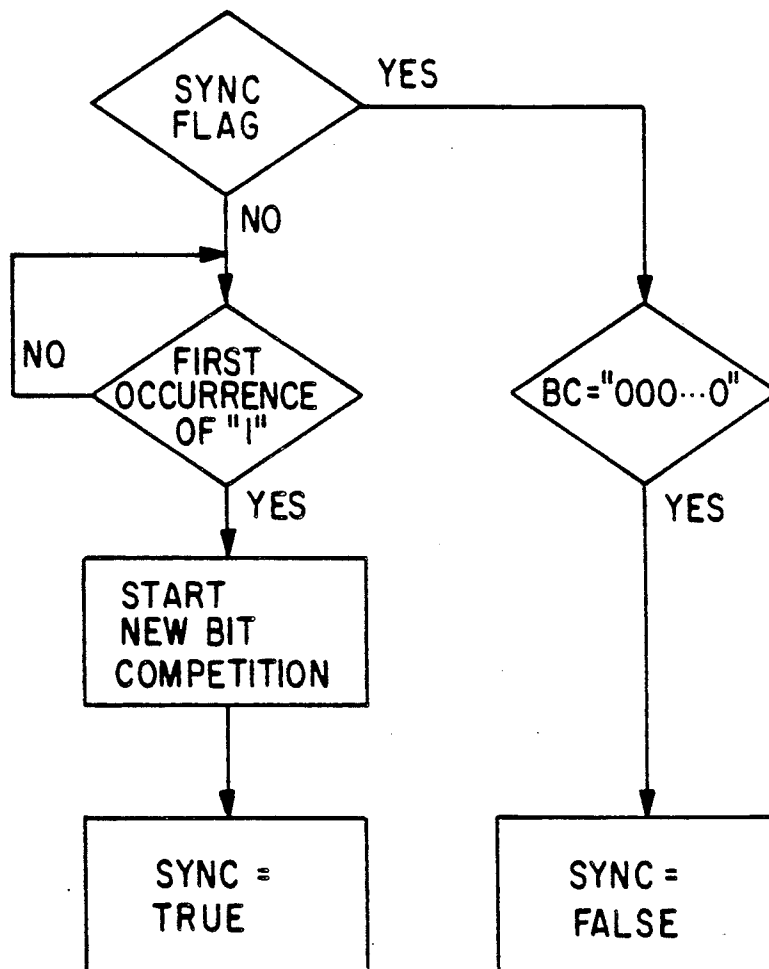 SYNC
FLAG
YES
NO
NO
FIRST
OCCURRENCE
OF "1"
BC="000...0"
YES
YES
START
NEW BIT
COMPETITION
SYNC =
TRUE
SYNC =
FALSE